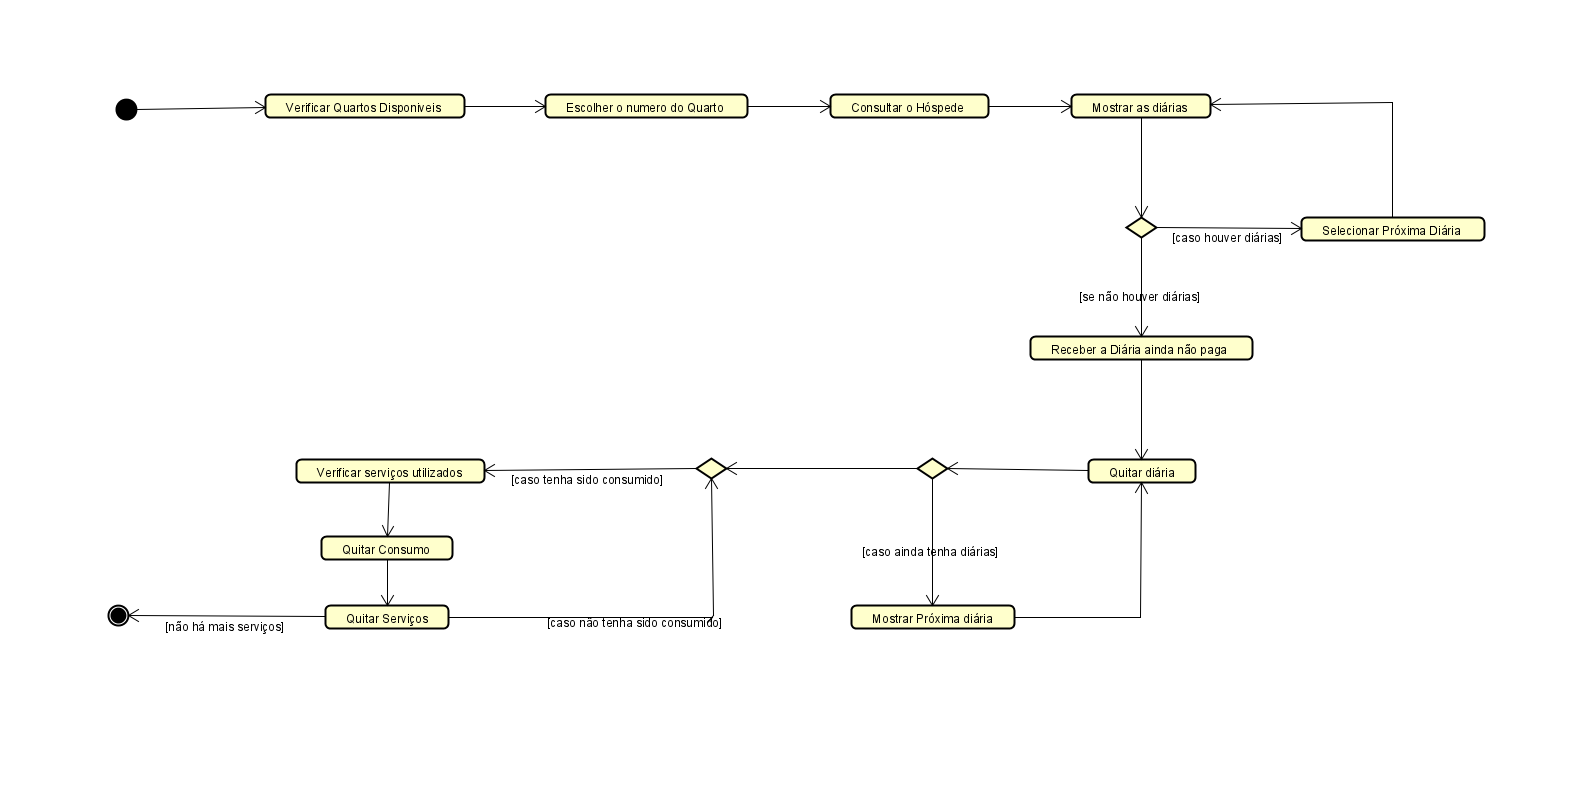 Verificar Quartos Disponiveis
Escolher o numero do Quarto
Consultar o Hóspede
Mostrar as diárias
[caso houver diárias]
Selecionar Próxima Diária
[se não houver diárias]
Receber a Diária ainda não paga
Quitar diária
[caso tenha sido consumido]
Verificar serviços utilizados
[caso ainda tenha diárias]
Quitar Consumo
Mostrar Próxima diária
Quitar Serviços
[caso não tenha sido consumido]
[não há mais serviços]